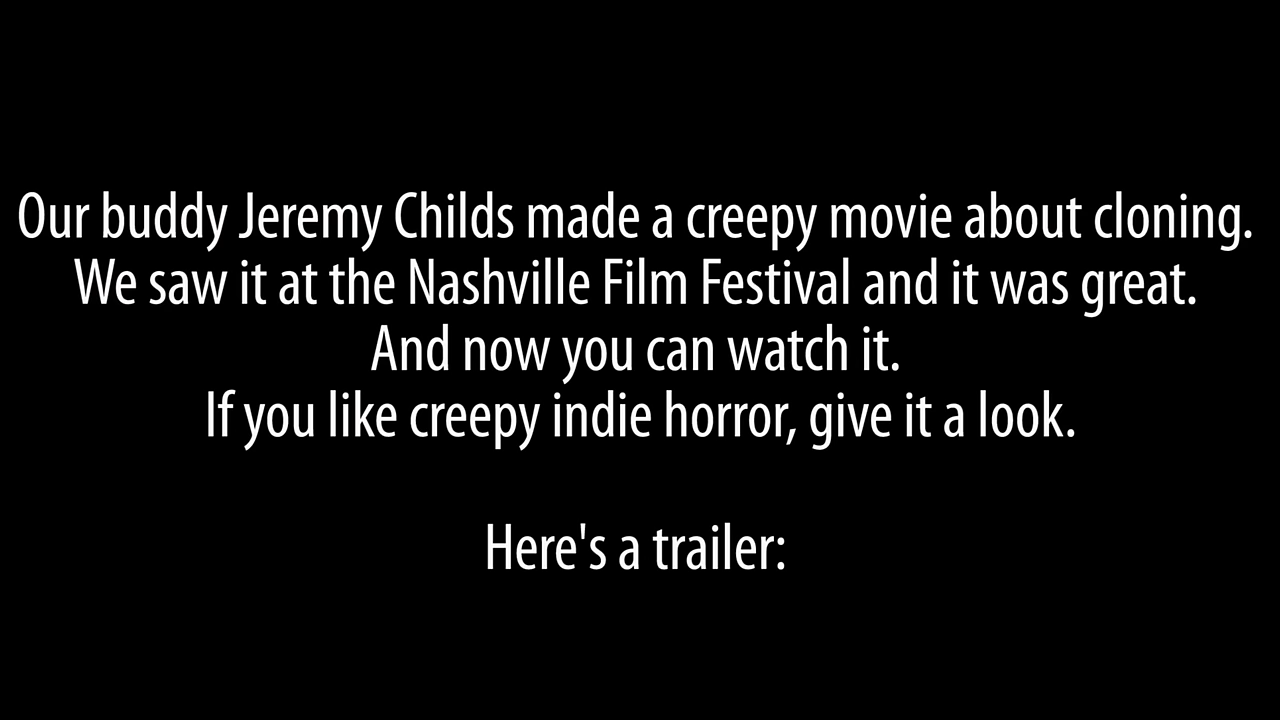 Our buddy Jeremy Childs made a creepy movie about cloning.
We saw it at the Nashville Film Festival and it was great.
And now you can watch it.
If you like creepy indie horror, give it a look.
Here's a trailer: